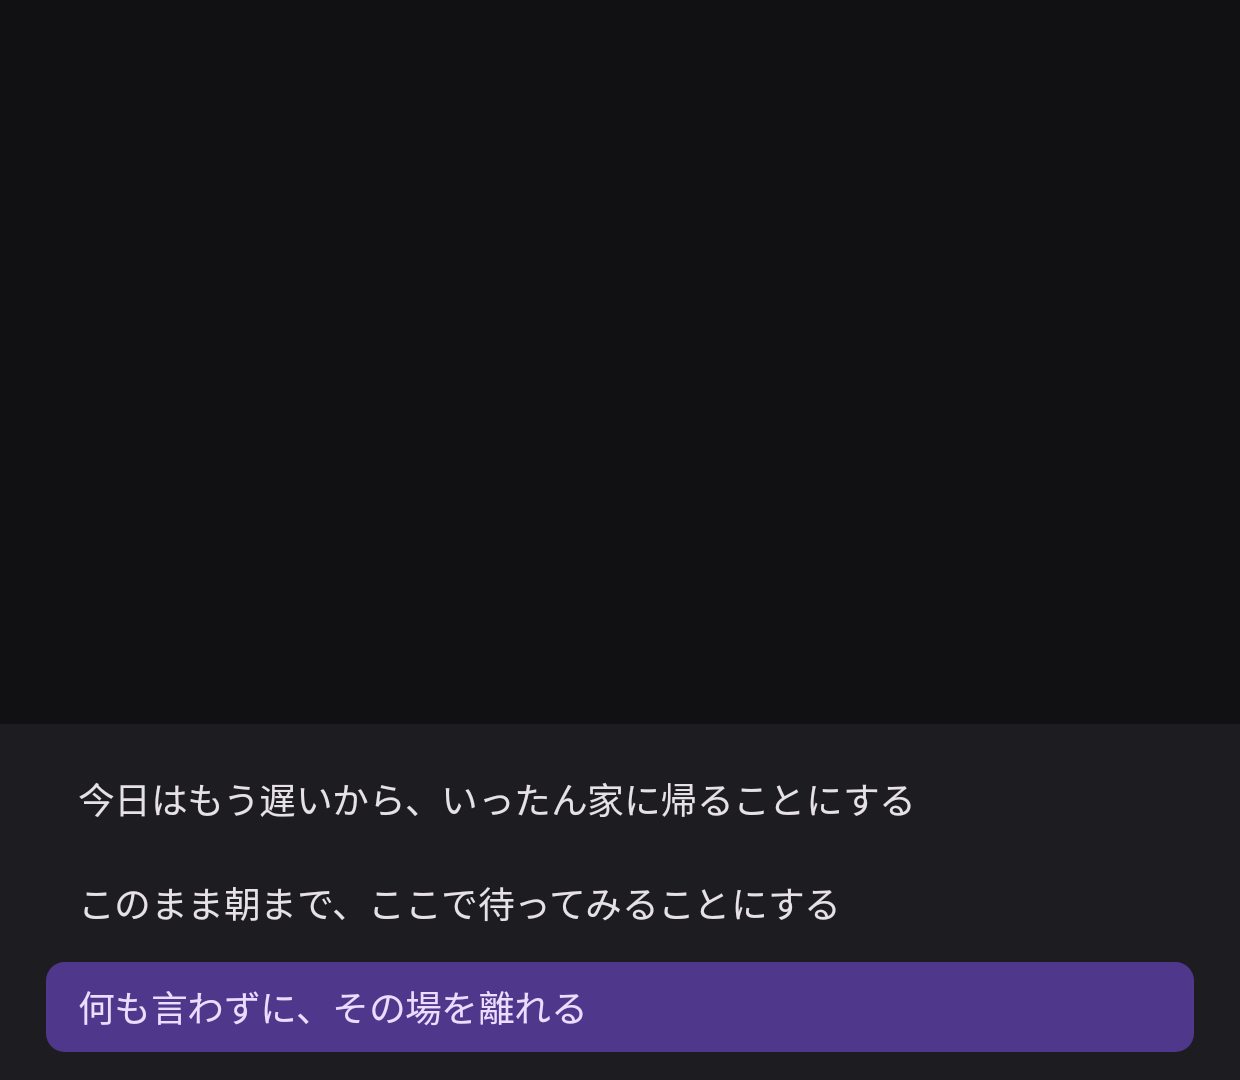 今日はもう遅いから、いったん家に帰ることにする
このまま朝まで、ここで待ってみることにする
何も言わずに、その場を離れる